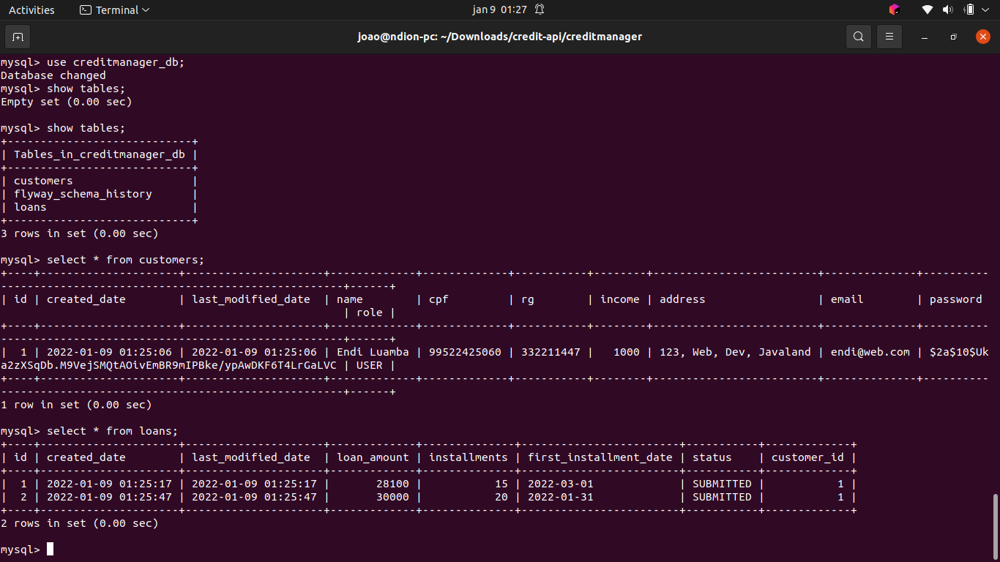 Activities Terminal jan 9 01:27
joao@ndion-pc: ~/Downloads/credit-api/creditmanager
mysql> use creditmanager_db;
Database changed
mysql> show tables;
Empty set (0.00 sec)
mysql> show tables;
+----------------------------+
| Tables_in_creditmanager_db |
+----------------------------+
| customers                  |
| flyway_schema_history      |
| loans                      |
+----------------------------+
3 rows in set (0.00 sec)
mysql> select * from customers;
+----+---------------------+---------------------+-------------+-------------+-----------+--------+-------------------------+--------------+----------
----------------------------------------------------+------+
| id | created_date        | last_modified_date  | name        | cpf         | rg        | income | address                 | email        | password
                                                    | role |
+----+---------------------+---------------------+-------------+-------------+-----------+--------+-------------------------+--------------+----------
----------------------------------------------------+------+
|  1 | 2022-01-09 01:25:06 | 2022-01-09 01:25:06 | Endi Luamba | 99522425060 | 332211447 |   1000 | 123, Web, Dev, Javaland | endi@web.com | $2a$10$Uk
a2zXSqDb.M9VejSMQtAOivEmBR9mIPBke/ypAwDKF6T4LrGaLVC | USER |
+----+---------------------+---------------------+-------------+-------------+-----------+--------+-------------------------+--------------+----------
----------------------------------------------------+------+
1 row in set (0.00 sec)
mysql> select * from loans;
+----+---------------------+---------------------+-------------+--------------+------------------------+-----------+-------------+
| id | created_date        | last_modified_date  | loan_amount | installments | first_installment_date | status    | customer_id |
+----+---------------------+---------------------+-------------+--------------+------------------------+-----------+-------------+
|  1 | 2022-01-09 01:25:17 | 2022-01-09 01:25:17 |       28100 |           15 | 2022-03-01             | SUBMITTED |           1 |
|  2 | 2022-01-09 01:25:47 | 2022-01-09 01:25:47 |       30000 |           20 | 2022-01-31             | SUBMITTED |           1 |
+----+---------------------+---------------------+-------------+--------------+------------------------+-----------+-------------+
2 rows in set (0.00 sec)
mysql>